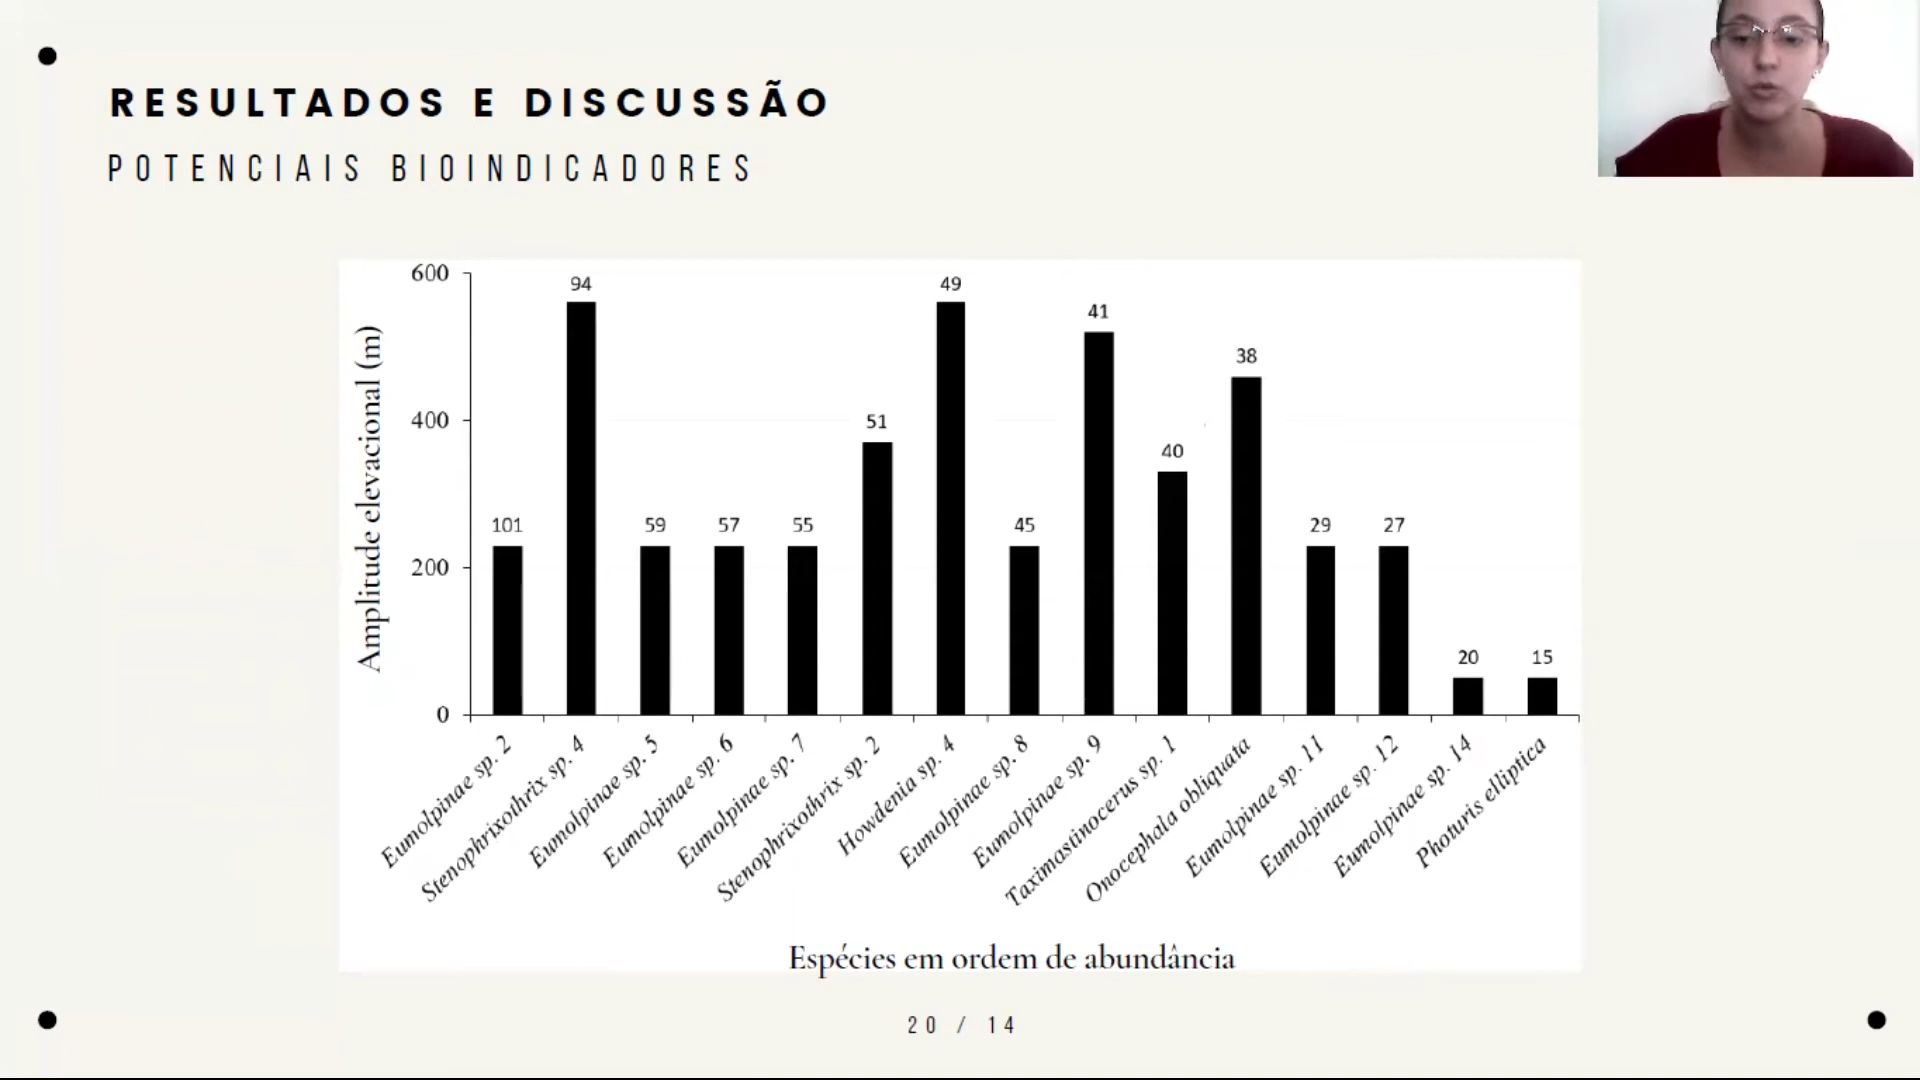 RESULTADOS E DISCUSSÃO
POTENCIAIS BIOINDICADORES
Amplitude elevacional (m)
600
400
200
0
101
94
59
57
55
51
49
45
41
40
38
29
27
20
15
Eumolpinae sp. 2
Stenophrixothrix sp. 4
Eumolpinae sp. 5
Eumolpinae sp. 6
Eumolpinae sp. 7
Stenophrixothrix sp. 2
Howdenia sp. 4
Eumolpinae sp. 8
Eumolpinae sp. 9
Taximastinocerus sp. 1
Onocephala obliquata
Eumolpinae sp. 11
Eumolpinae sp. 12
Eumolpinae sp. 14
Photuris elliptica
Espécies em ordem de abundância
20 / 14